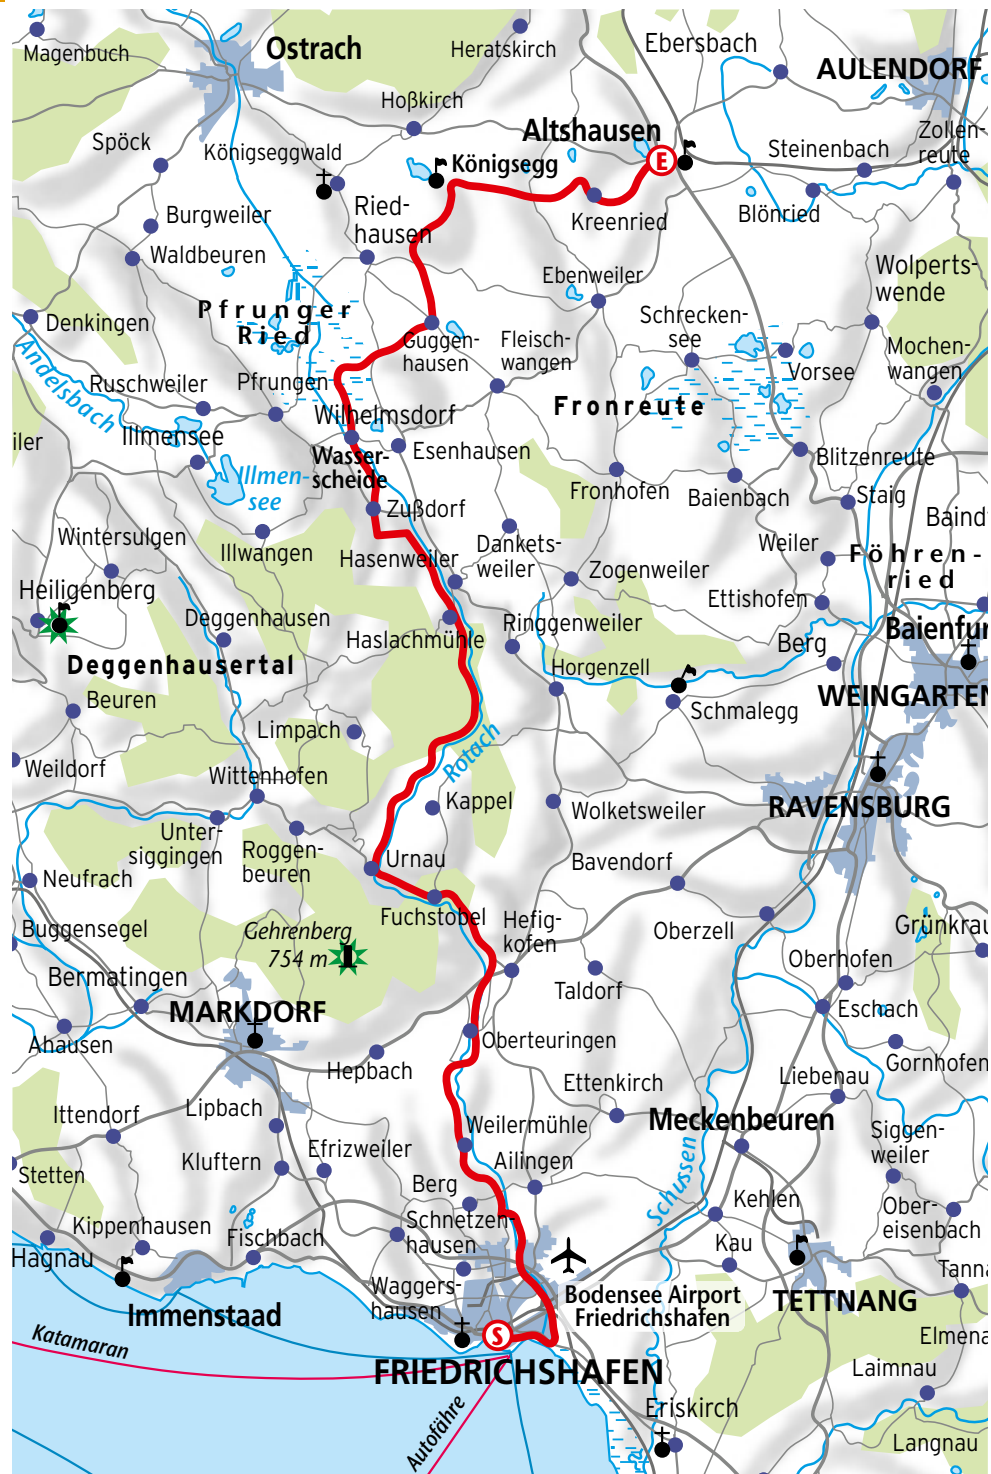 Magenbuch
Ostrach
Heratskirch
Ebersbach
AULENDORF
Hoßkirch
Altshausen
E
Zollen-
reute
Spöck
Königseggwald
Königsegg
Steinenbach
Burgweiler
Ried-
hausen
Kreenried
Blönried
Waldbeuren
Ebenweiler
Wolperts-
wende
Pfrunger
Ried
Denkingen
Andelsbach
Guggen-
hausen
Fleisch-
wangen
Schrecken-
see
Vorsee
Mochen-
wangen
Ruschweiler
Pfrungen
Fronreute
Wilhelmsdorf
iler
Illmensee
Illmen-
see
Wasser-
scheide
Esenhausen
Blitzenreute
Fronhofen
Baienbach
Staig
Zußdorf
Baind
Wintersulgen
Illwangen
Hasenweiler
Dankets-
weiler
Weiler
Föhren-
ried
Heiligenberg
Zogenweiler
Ettishofen
Deggenhausen
Haslachmühle
Ringgenweiler
Berg
Baienfur
Deggenhausertal
Horgenzell
WEINGARTEN
Beuren
Schmalegg
Limpach
Rotach
Weildorf
Wittenhofen
Kappel
Wolketsweiler
RAVENSBURG
Unter-
siggingen
Roggen-
beuren
Urnau
Bavendorf
Neufrach
Fuchstobel
Hefig-
kofen
Buggensegel
Gehrenberg
754 m
Oberzell
Grünkrau
Bermatingen
Oberhofen
Taldorf
MARKDORF
Eschach
Ahausen
Oberteuringen
Hepbach
Gornhofen
Ettenkirch
Liebenau
Ittendorf
Lipbach
Weilermühle
Meckenbeuren
Siggen-
weiler
Efrizweiler
Ailingen
Stetten
Kluftern
Berg
Schussen
Kehlen
Ober-
eisenbach
Kippenhausen
Fischbach
Schnetzen-
hausen
Kau
Hagnau
Waggers-
hausen
Tanna
Immenstaad
Bodensee Airport
Friedrichshafen
TETTNANG
Katamaran
S
Elmena
FRIEDRICHSHAFEN
Laimnau
Autofähre
Eriskirch
Langnau